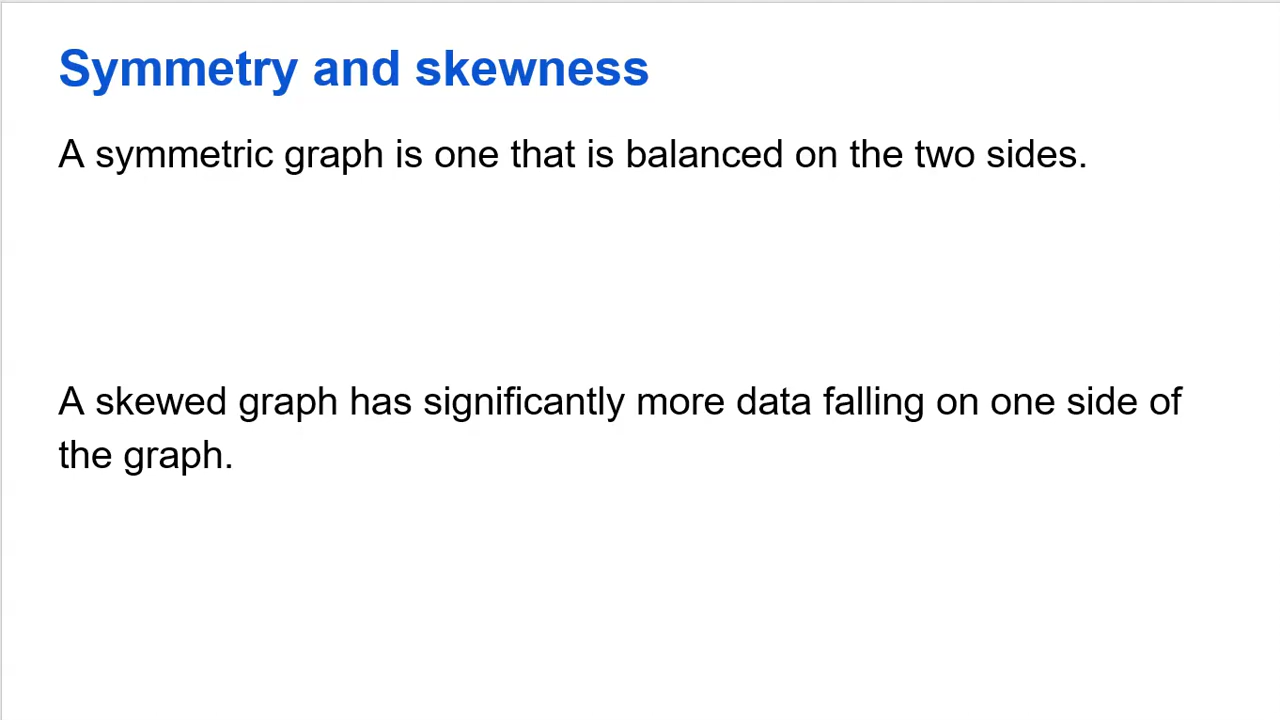 Symmetry and skewness
A symmetric graph is one that is balanced on the two sides.
A skewed graph has significantly more data falling on one side of
the graph.